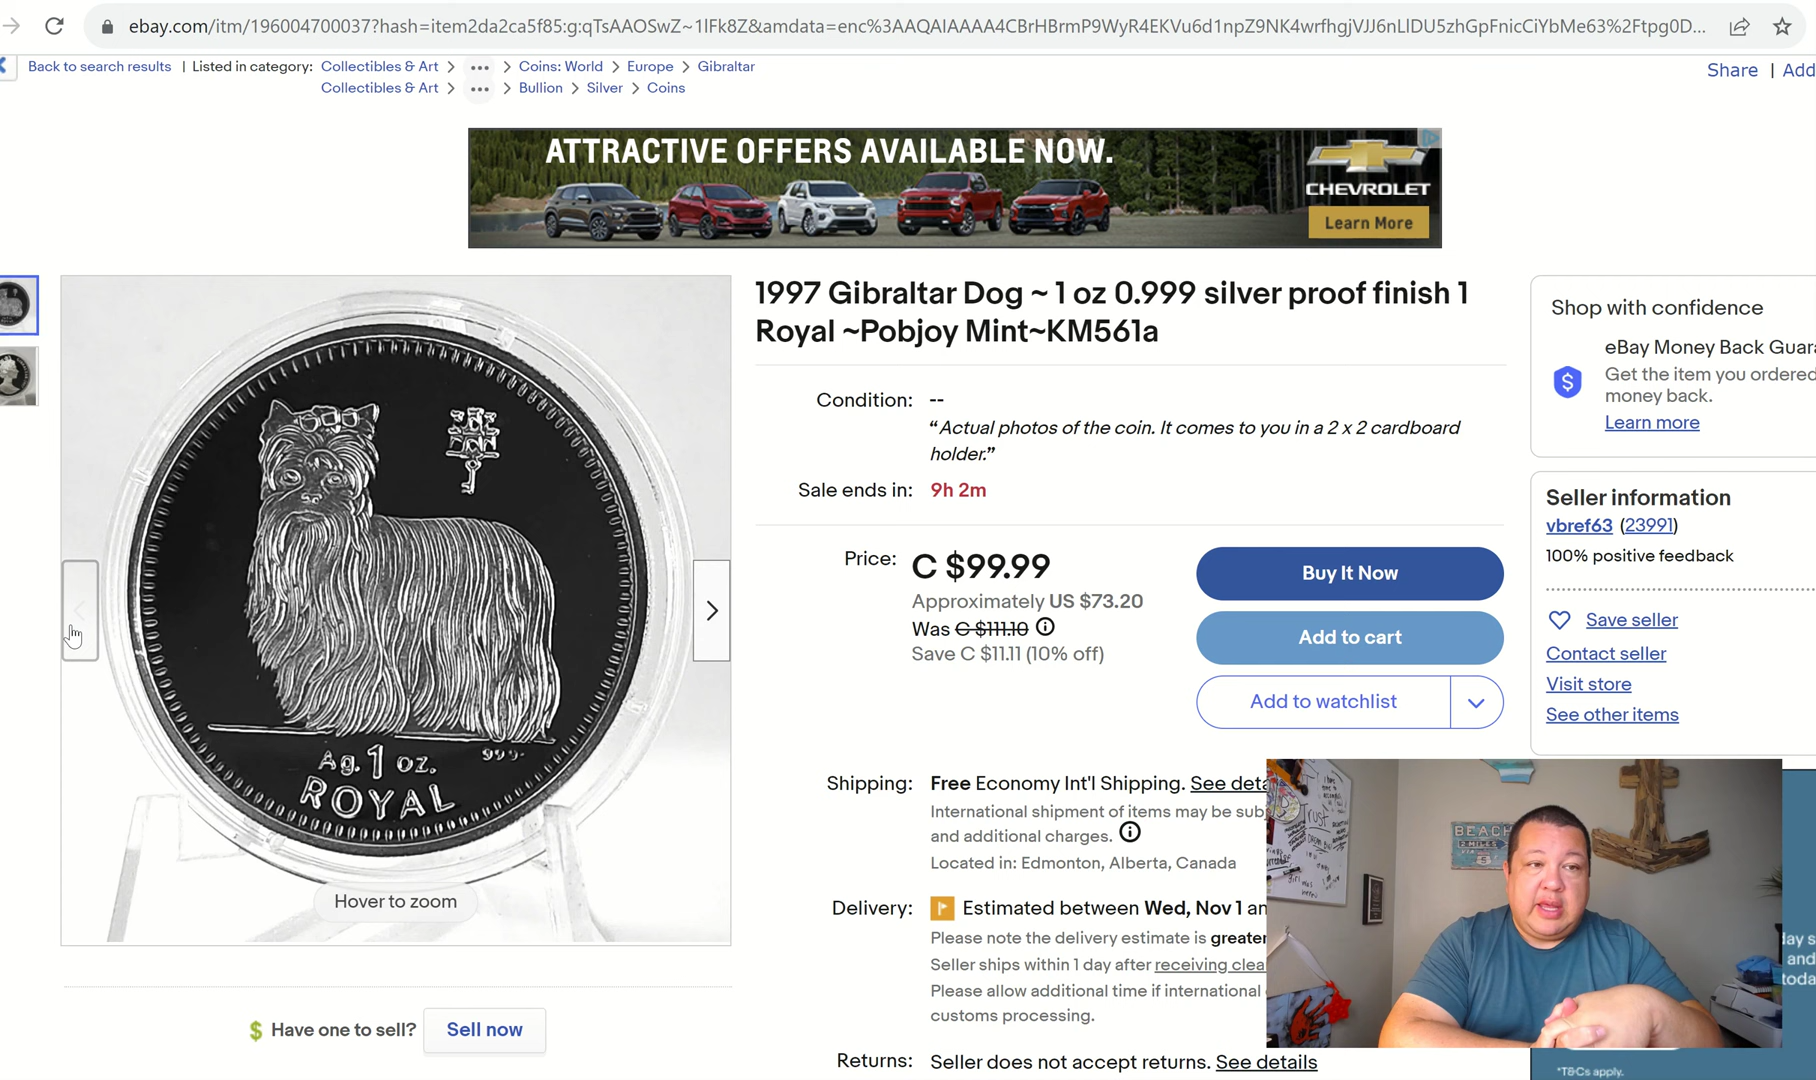 ebay.com/itm/196004700037?hash=item2da2ca5f85:g:qTsAAOSwZ~1lFk8Z&amdata=enc%3AAQAIAAAA4CBrHBrmP9WyR4EKVu6d1npZ9NK4wrfhgjVJJ6nLlDU5zhGpFnicCiYbMe63%2Ftpg0D...
Back to search results | Listed in category: Collectibles & Art > ••• > Coins: World > Europe > Gibraltar
Collectibles & Art > ••• > Bullion > Silver > Coins
Share | Add
ATTRACTIVE OFFERS AVAILABLE NOW.
CHEVROLET
Learn More
1997 Gibraltar Dog ~ 1 oz 0.999 silver proof finish 1
Royal ~Pobjoy Mint~KM561a
Condition: --
“Actual photos of the coin. It comes to you in a 2 x 2 cardboard
holder.”
Sale ends in: 9h 2m
Price: C $99.99
Approximately US $73.20
Was C $111.10
Save C $11.11 (10% off)
Buy It Now
Add to cart
Add to watchlist
Shipping: Free Economy Int'l Shipping. See deta
International shipment of items may be sub
and additional charges.
Located in: Edmonton, Alberta, Canada
Delivery: Estimated between Wed, Nov 1 an
Please note the delivery estimate is greater
Seller ships within 1 day after receiving clea
Please allow additional time if international
customs processing.
Returns: Seller does not accept returns. See details
Ag. 1 oz. 999.
ROYAL
Hover to zoom
Have one to sell? Sell now
Shop with confidence
eBay Money Back Guar
Get the item you ordered
money back.
Learn more
Seller information
vbref63 (23991)
100% positive feedback
Save seller
Contact seller
Visit store
See other items
Trust
BEACH
2 MILES
day s
and
toda
*T&Cs apply.